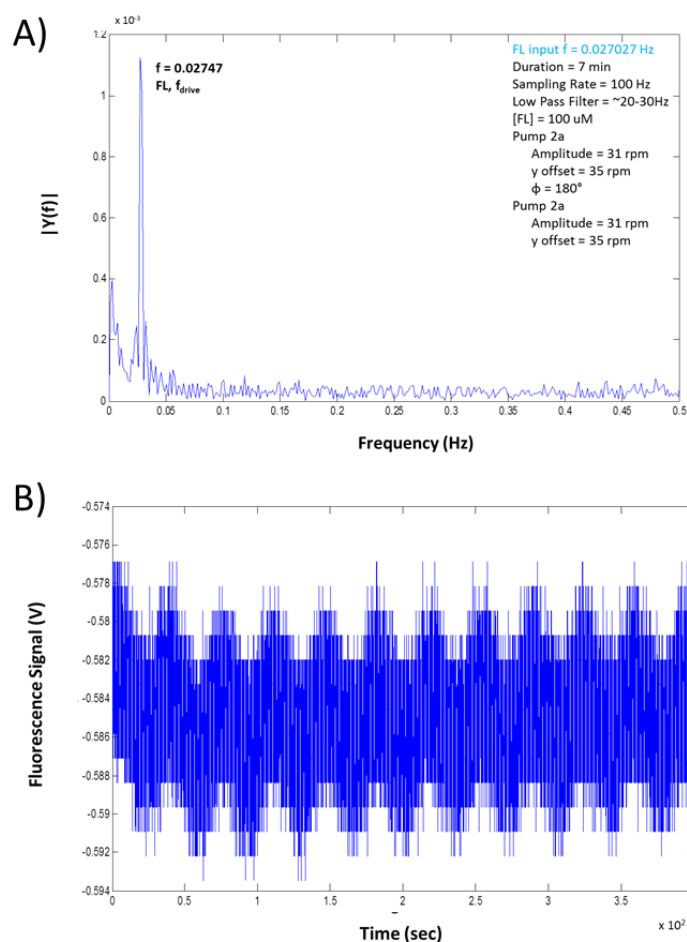 A)
× 10⁻³
1.2
1
0.8
0.6
0.4
0.2
0
|Y(f)|
f = 0.02747
FL, f_drive
FL input f = 0.027027 Hz
Duration = 7 min
Sampling Rate = 100 Hz
Low Pass Filter = ~20-30Hz
[FL] = 100 uM
Pump 2a
Amplitude = 31 rpm
y offset = 35 rpm
ϕ = 180°
Pump 2a
Amplitude = 31 rpm
y offset = 35 rpm
0 0.05 0.1 0.15 0.2 0.25 0.3 0.35 0.4 0.45 0.5
Frequency (Hz)
B)
-0.574
-0.576
-0.578
-0.58
-0.582
-0.584
-0.586
-0.588
-0.59
-0.592
-0.594
Fluorescence Signal (V)
0 0.5 1 1.5 2 2.5 3 3.5
x 10²
Time (sec)